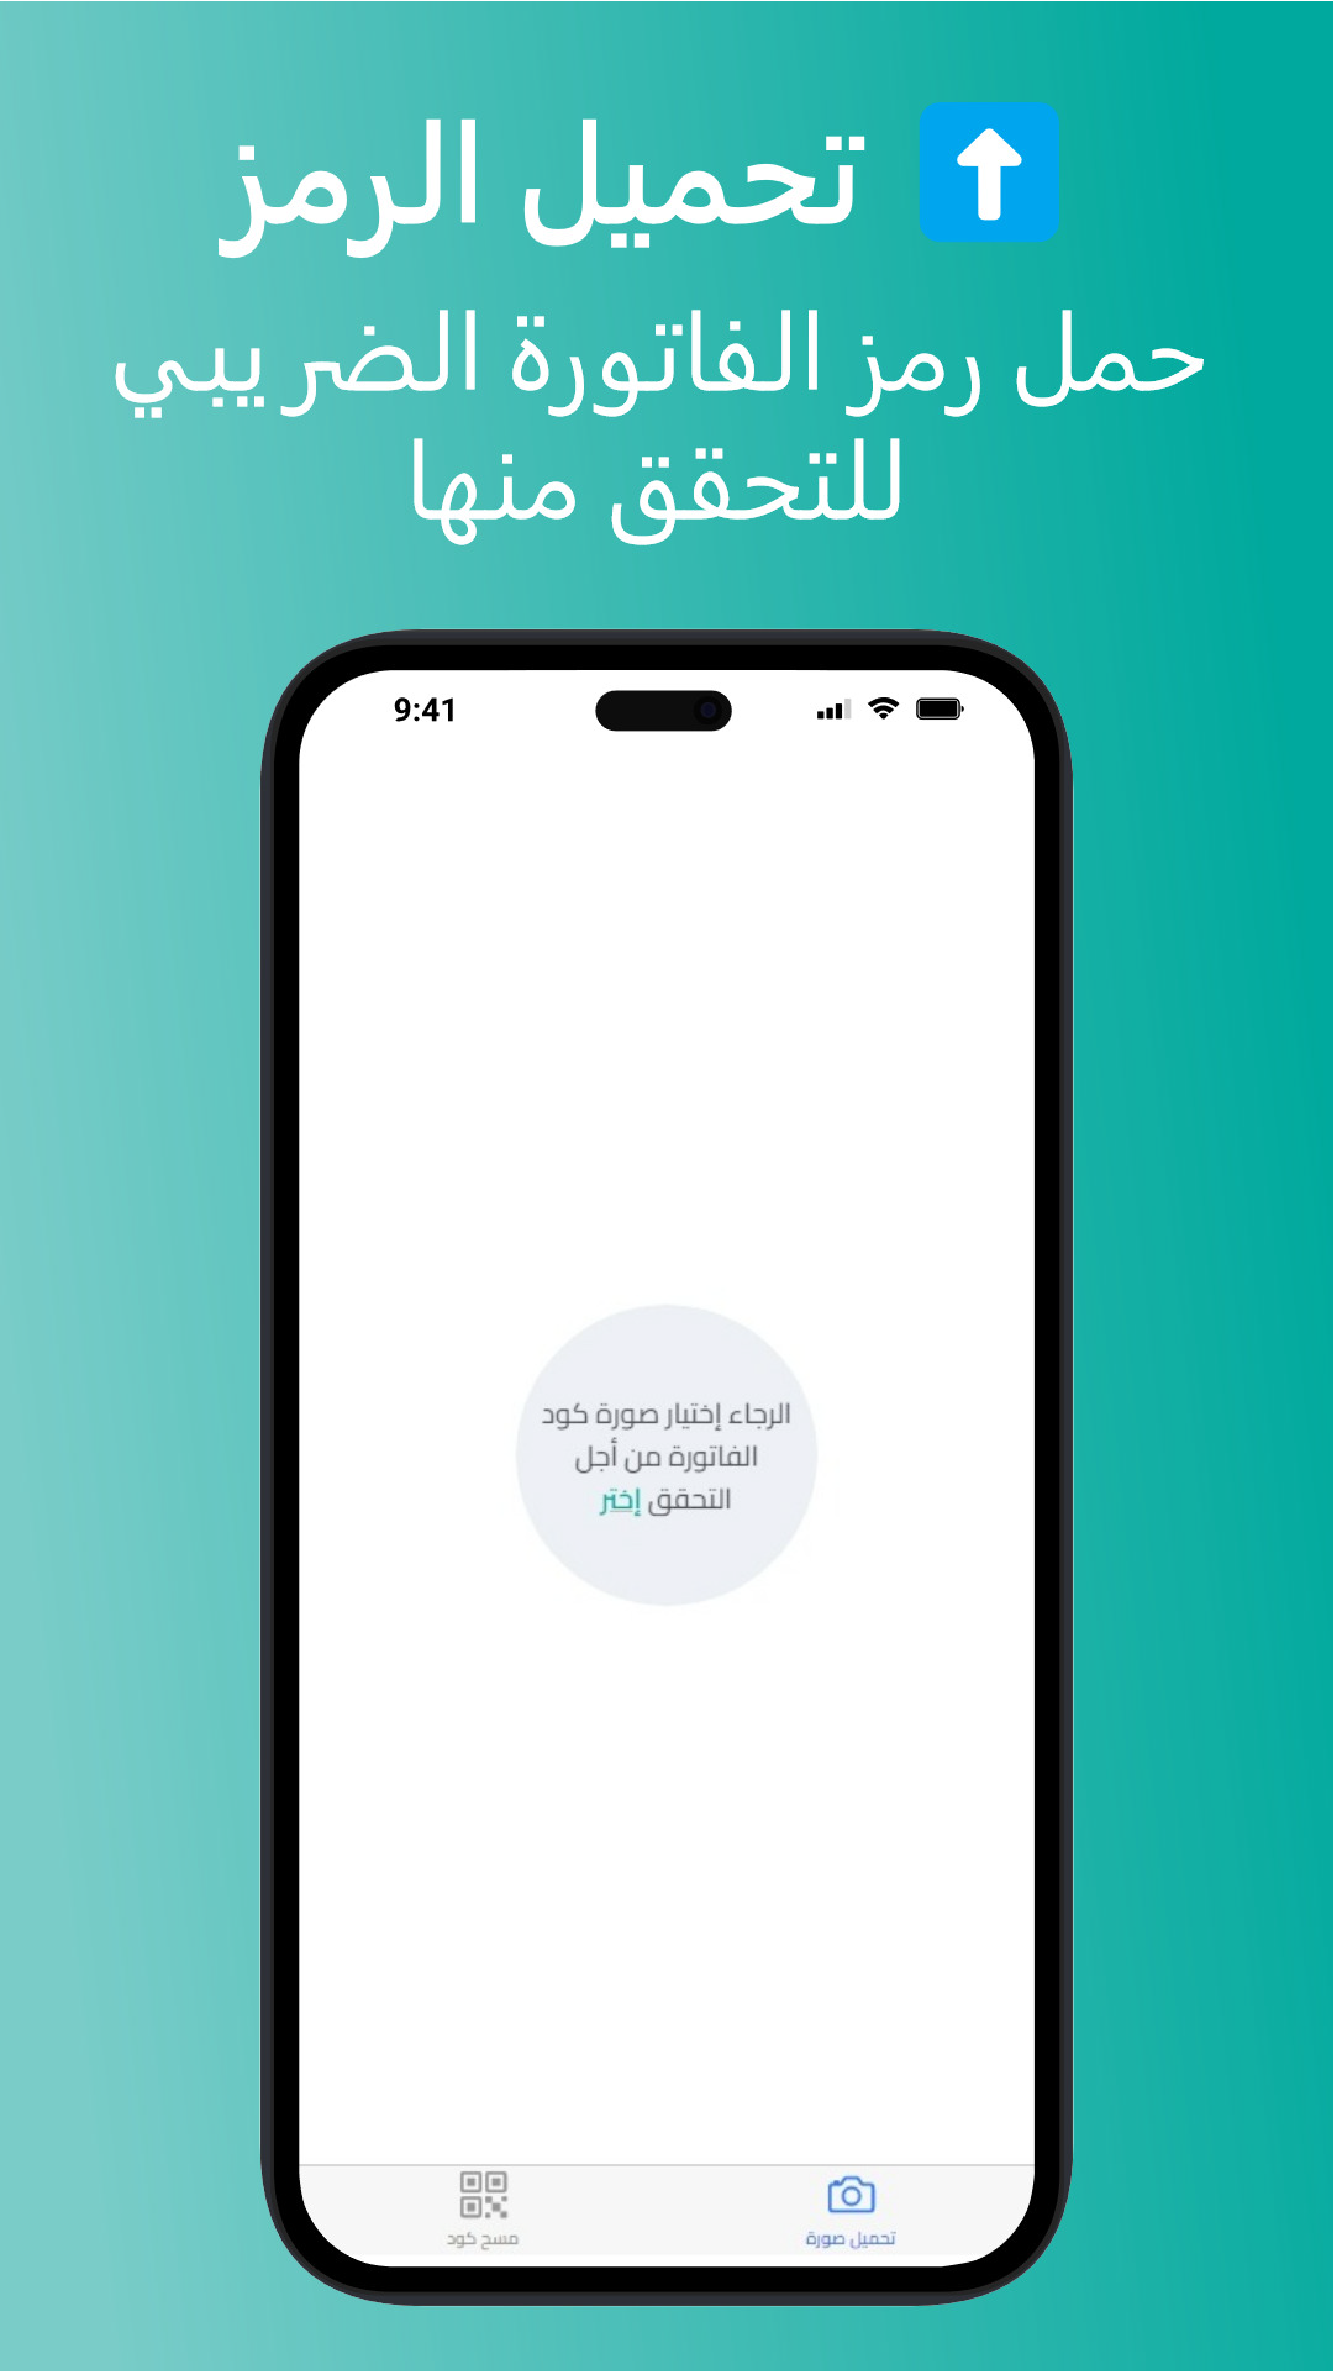 تحميل الرمز
حمل رمز الفاتورة الضريبي
للتحقق منها
9:41
الرجاء إختيار صورة كود
الفاتورة من أجل
التحقق إختر
تحميل صورة
مسح كود